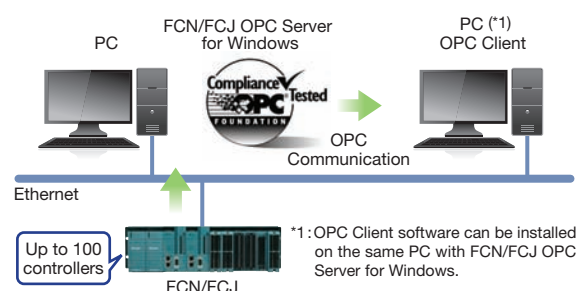 PC
FCN/FCJ OPC Server
for Windows
PC (*1)
OPC Client
Compliance Tested
OPC
FOUNDATION
OPC
Communication
Ethernet
Up to 100
controllers
FCN/FCJ
*1 : OPC Client software can be installed
on the same PC with FCN/FCJ OPC
Server for Windows.